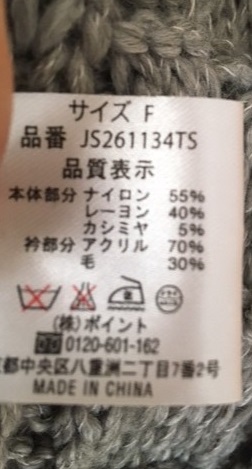 サイズ F
品番 JS261134TS
品質表示
本体部分 ナイロン 55%
レーヨン 40%
カシミヤ 5%
衿部分 アクリル 70%
毛 30%
(株)ポイント
0120-601-162
都中央区八重洲二丁目7番2号
MADE IN CHINA